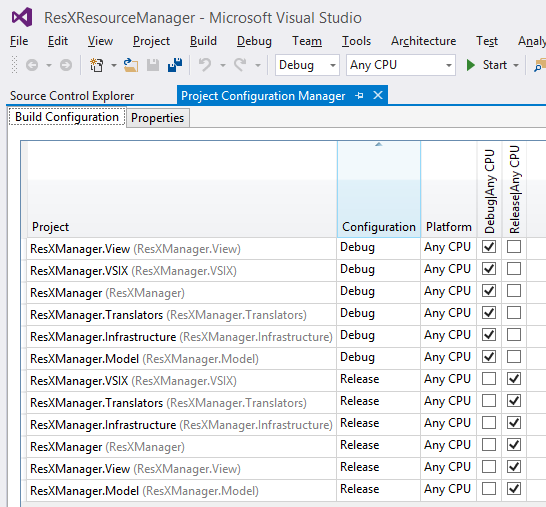 ResXResourceManager - Microsoft Visual Studio
File Edit View Project Build Debug Team Tools Architecture Test Analy
Debug Any CPU Start
Source Control Explorer Project Configuration Manager
Build Configuration Properties
Project Configuration Platform Debug|Any CPU Release|Any CPU
ResXManager.View (ResXManager.View) Debug Any CPU
ResXManager.VSIX (ResXManager.VSIX) Debug Any CPU
ResXManager (ResXManager) Debug Any CPU
ResXManager.Translators (ResXManager.Translators) Debug Any CPU
ResXManager.Infrastructure (ResXManager.Infrastructure) Debug Any CPU
ResXManager.Model (ResXManager.Model) Debug Any CPU
ResXManager.VSIX (ResXManager.VSIX) Release Any CPU
ResXManager.Translators (ResXManager.Translators) Release Any CPU
ResXManager.Infrastructure (ResXManager.Infrastructure) Release Any CPU
ResXManager (ResXManager) Release Any CPU
ResXManager.View (ResXManager.View) Release Any CPU
ResXManager.Model (ResXManager.Model) Release Any CPU